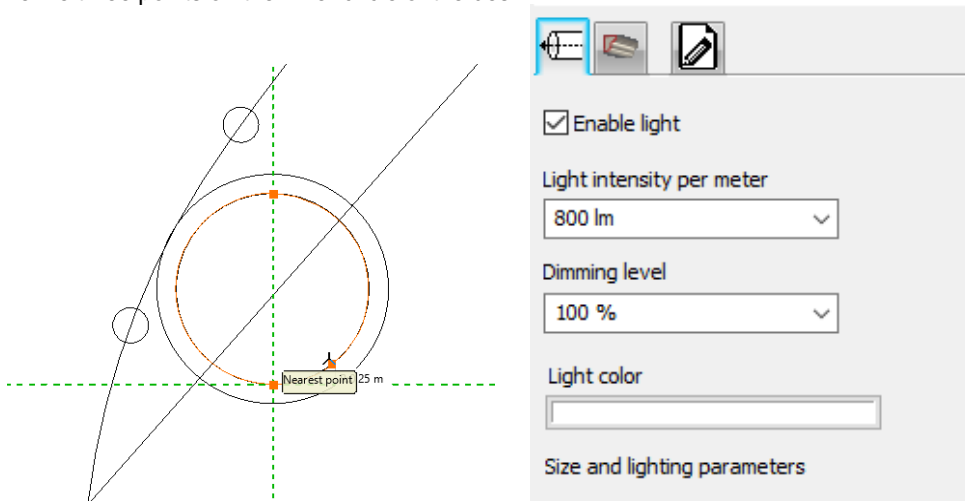 Nearest point 25 m
Enable light
Light intensity per meter
800 lm
Dimming level
100 %
Light color
Size and lighting parameters